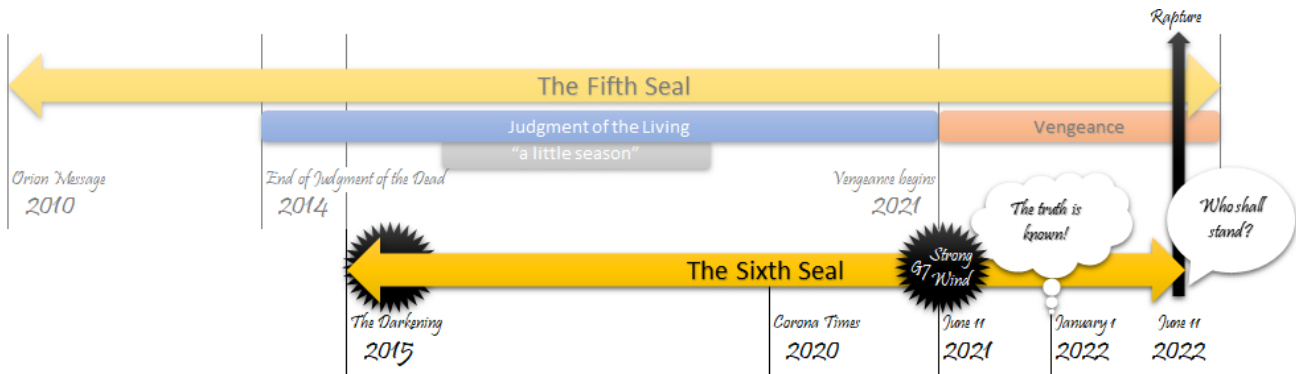 Rapture
The Fifth Seal
Judgment of the Living
Vengeance
"a little season"
Orion Message
2010
End of Judgment of the Dead
2014
Vengeance begins
2021
The truth is
known!
Who shall
stand?
The Sixth Seal
G7
Strong
Wind
The Darkening
2015
Corona Times
2020
June 11
2021
January 1
2022
June 11
2022